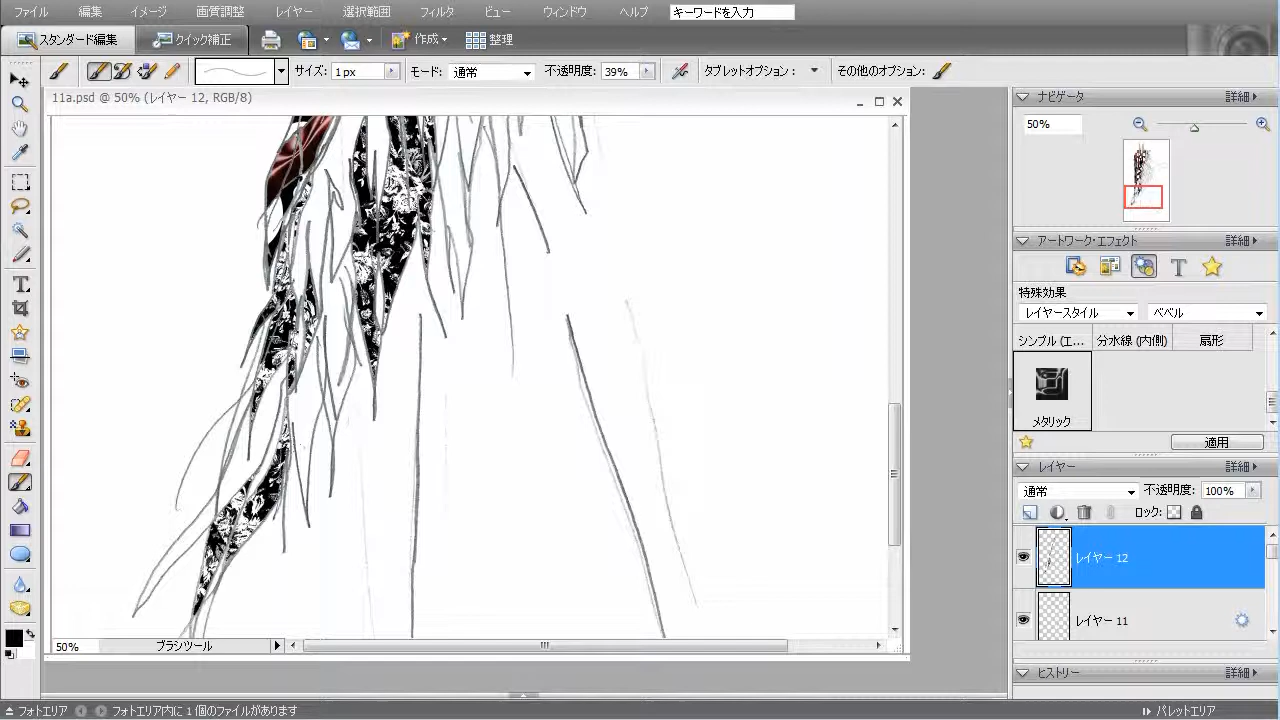 ファイル 編集 イメージ 画質調整 レイヤー 選択範囲 フィルタ ビュー ウィンドウ ヘルプ キーワードを入力
スタンダード編集 クイック補正 作成 整理
サイズ: 1 px モード: 通常 不透明度: 39% タブレットオプション: その他のオプション:
11a.psd @ 50% (レイヤー 12, RGB/8)
ナビゲータ 詳細
50%
アートワーク・エフェクト 詳細
特殊効果
レイヤースタイル ベベル
シンプル (エ... 分水線 (内側) 扇形
メタリック
適用
レイヤー 詳細
通常 不透明度: 100%
ロック:
レイヤー 12
レイヤー 11
50% ブラシツール
ヒストリー 詳細
フォトエリア フォトエリア内に 1 個のファイルがあります パレットエリア